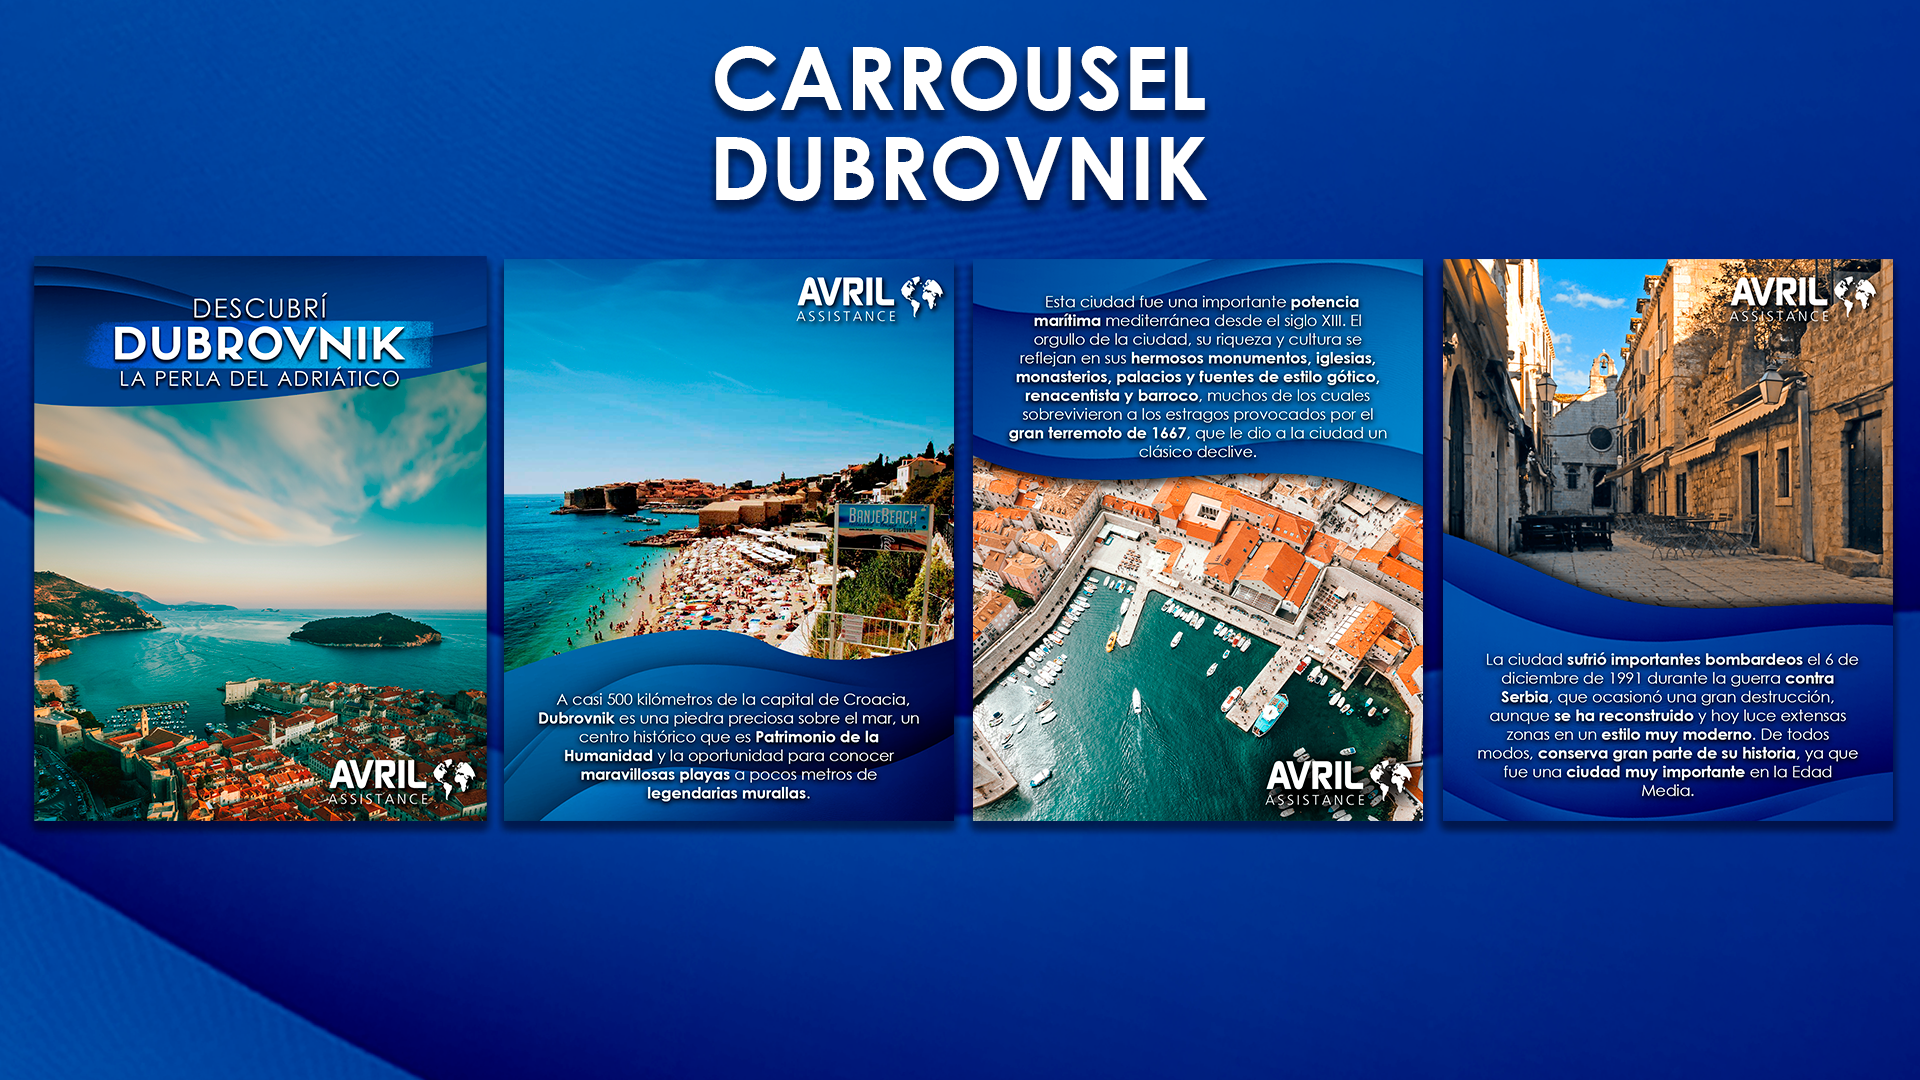 CARROUSEL
DUBROVNIK
DESCUBRÍ
DUBROVNIK
LA PERLA DEL ADRIÁTICO
AVRIL
ASSISTANCE
AVRIL
ASSISTANCE
BANJE BEACH
A casi 500 kilómetros de la capital de Croacia,
Dubrovnik es una piedra preciosa sobre el mar, un
centro histórico que es Patrimonio de la
Humanidad y la oportunidad para conocer
maravillosas playas a pocos metros de
legendarias murallas.
Esta ciudad fue una importante potencia
marítima mediterránea desde el siglo XIII. El
orgullo de la ciudad, su riqueza y cultura se
reflejan en sus hermosos monumentos, iglesias,
monasterios, palacios y fuentes de estilo gótico,
renacentista y barroco, muchos de los cuales
sobrevivieron a los estragos provocados por el
gran terremoto de 1667, que le dio a la ciudad un
clásico declive.
AVRIL
ASSISTANCE
AVRIL
ASSISTANCE
La ciudad sufrió importantes bombardeos el 6 de
diciembre de 1991 durante la guerra contra
Serbia, que ocasionó una gran destrucción,
aunque se ha reconstruido y hoy luce extensas
zonas en un estilo muy moderno. De todos
modos, conserva gran parte de su historia, ya que
fue una ciudad muy importante en la Edad
Media.